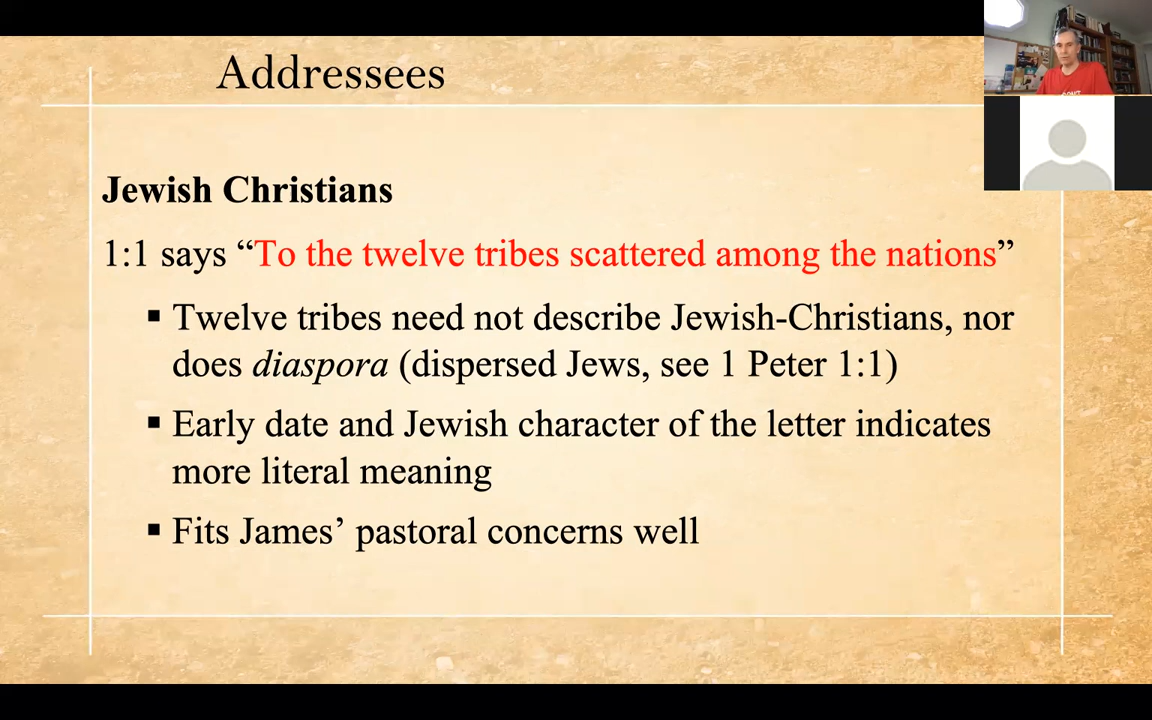 Addressees
Jewish Christians
1:1 says “To the twelve tribes scattered among the nations”
▪ Twelve tribes need not describe Jewish-Christians, nor
does diaspora (dispersed Jews, see 1 Peter 1:1)
▪ Early date and Jewish character of the letter indicates
more literal meaning
▪ Fits James’ pastoral concerns well